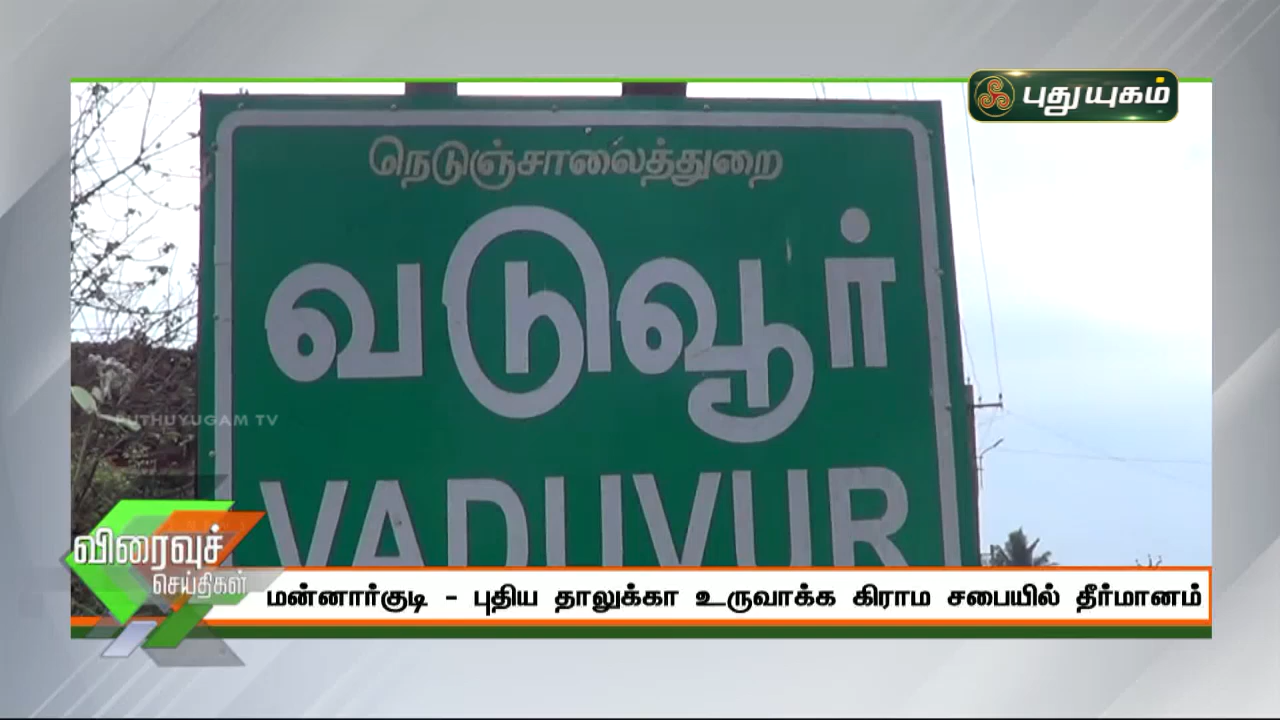 புதுயுகம்
நெடுஞ்சாலைத்துறை
வடுவூர்
PUTHUYUGAM TV
VADUVUR
விரைவுச்
செய்திகள்
மன்னார்குடி - புதிய தாலுக்கா உருவாக்க கிராம சபையில் தீர்மானம்